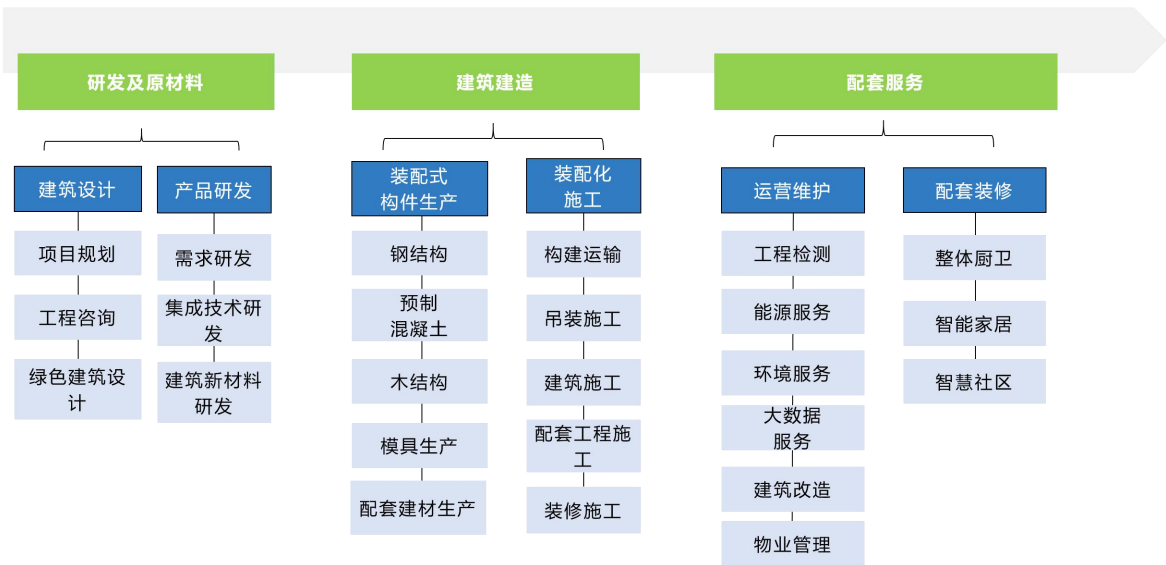 研发及原材料
建筑设计
项目规划
工程咨询
绿色建筑设
计
产品研发
需求研发
集成技术研
发
建筑新材料
研发
建筑建造
装配式
构件生产
钢结构
预制
混凝土
木结构
模具生产
配套建材生产
装配化
施工
构建运输
吊装施工
建筑施工
配套工程施
工
装修施工
配套服务
运营维护
工程检测
能源服务
环境服务
大数据
服务
建筑改造
物业管理
配套装修
整体厨卫
智能家居
智慧社区